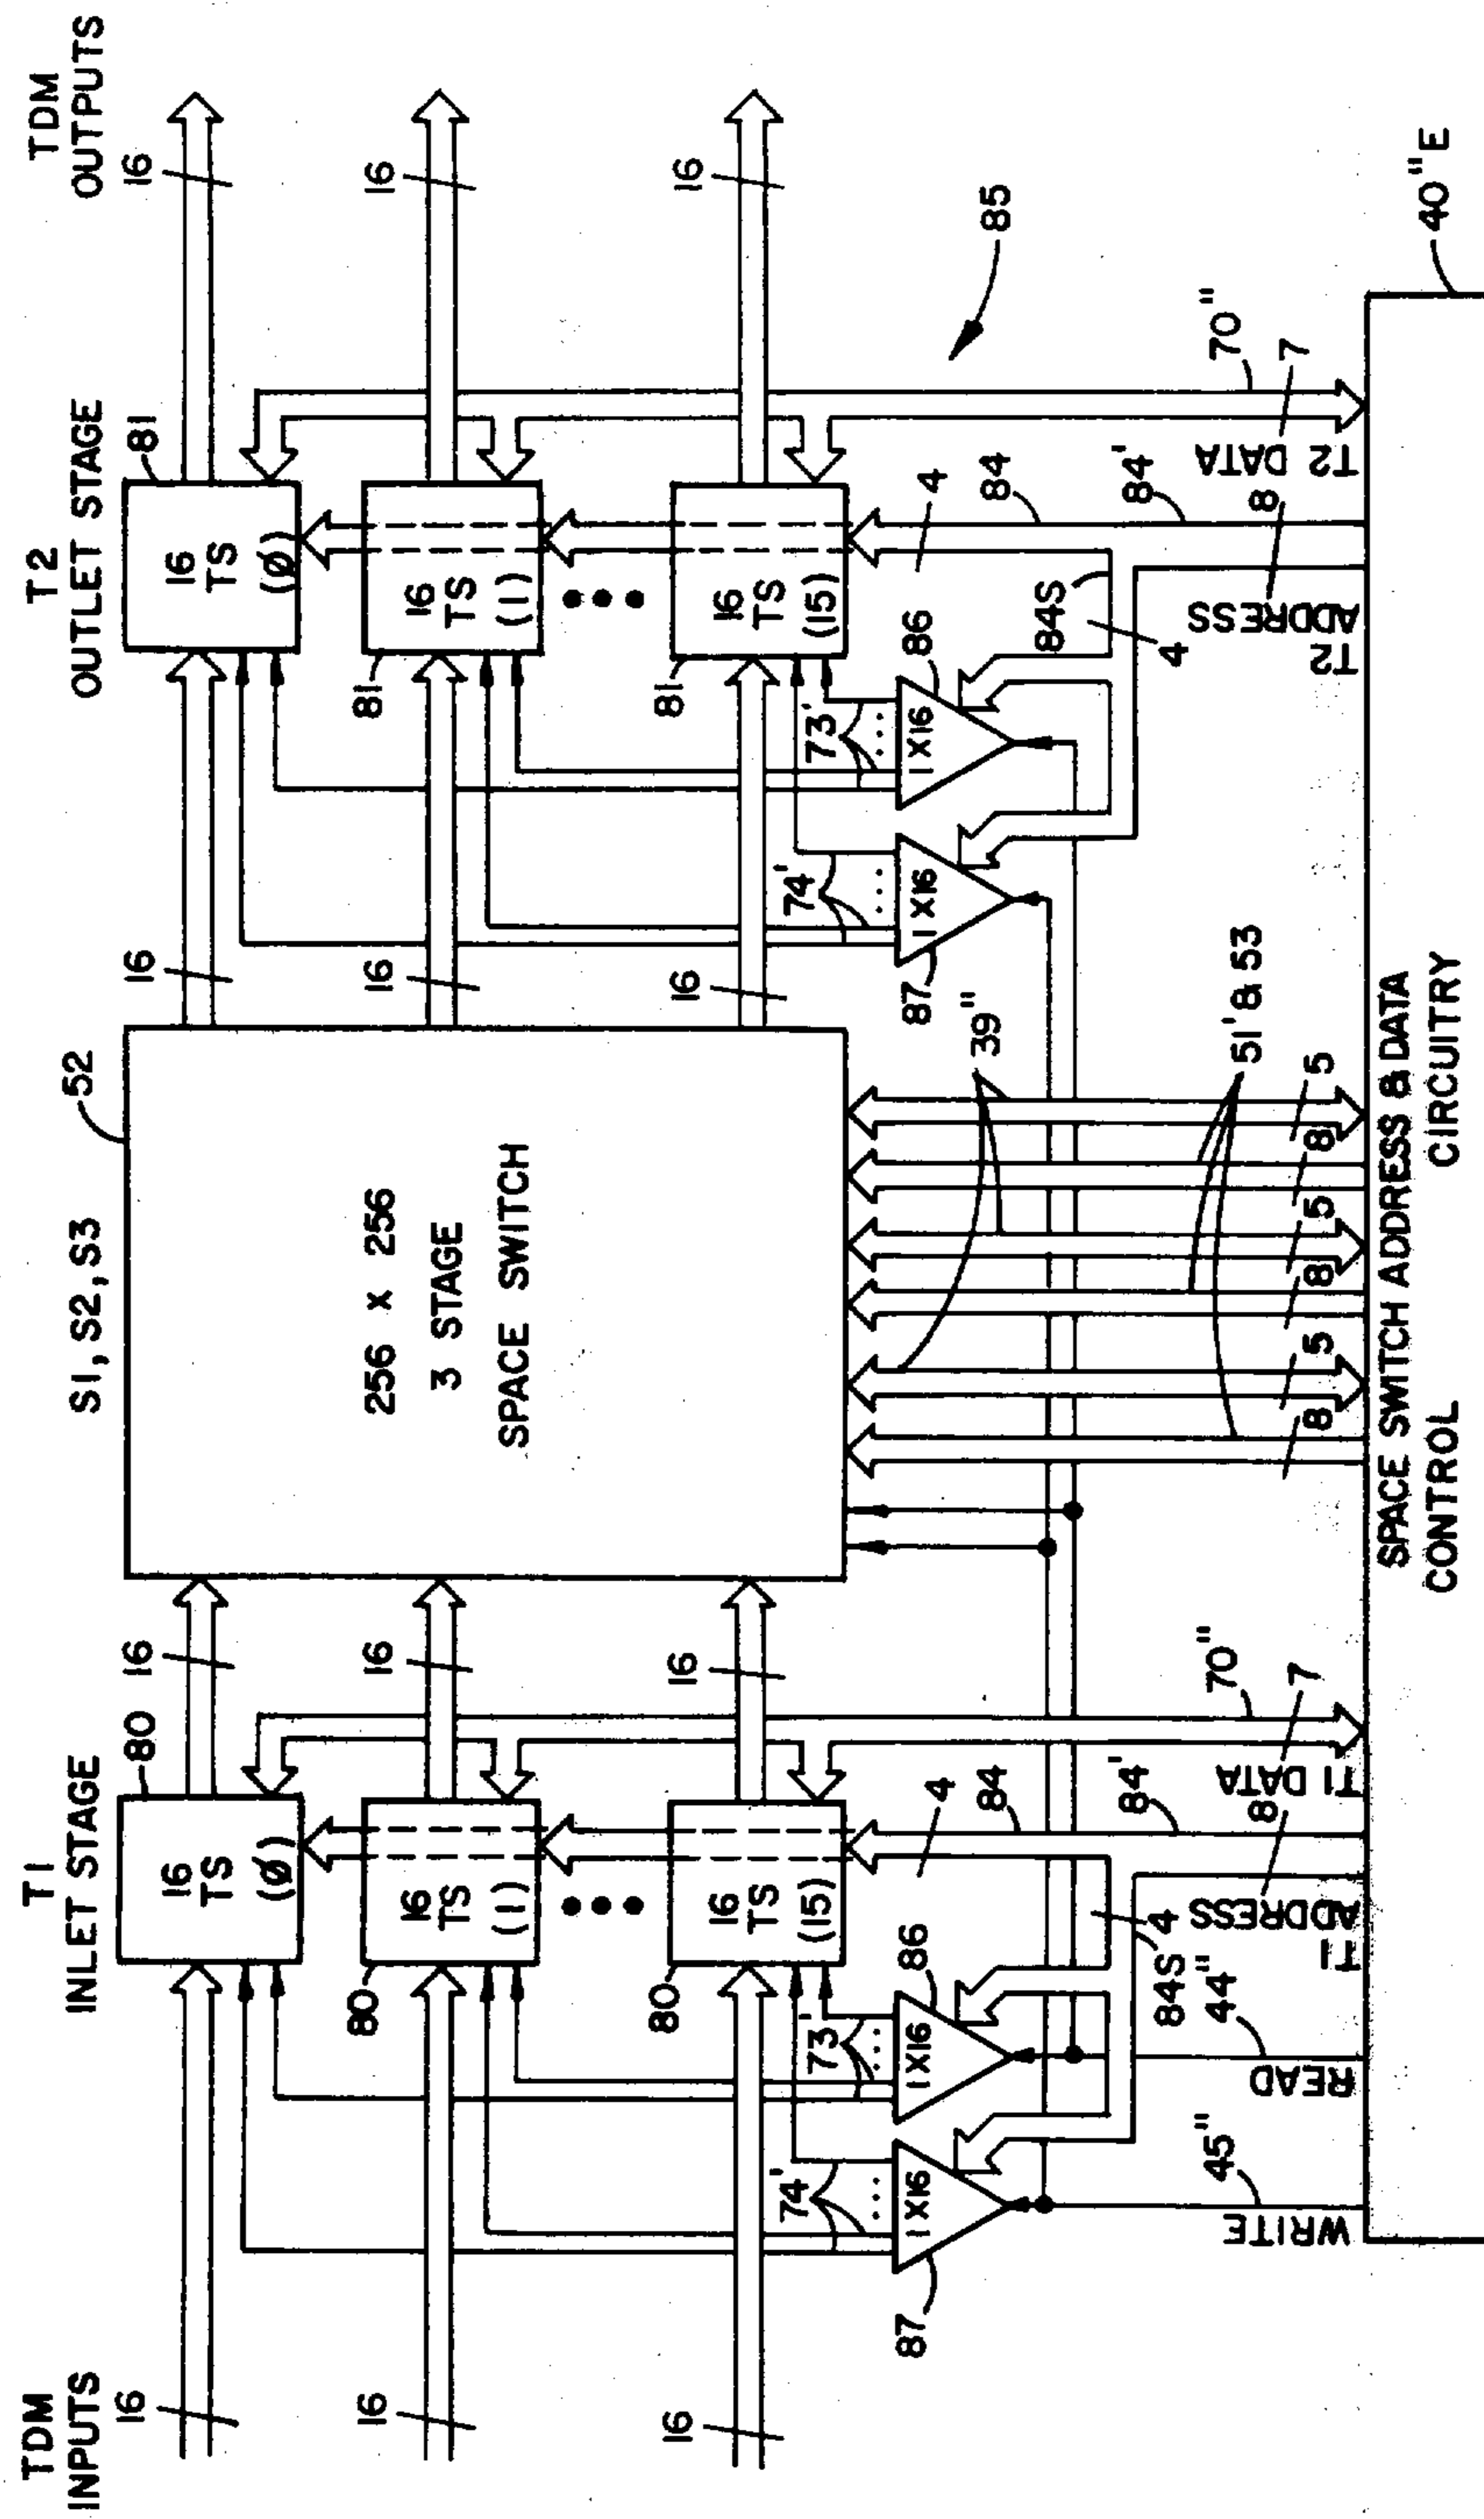 TDM
INPUTS
T1
INLET STAGE
S1, S2, S3
T2
OUTLET STAGE
TDM
OUTPUTS
16
80
16
52
16
81
16
16
TS
(Ø)
16
TS
(Ø)
256 x 256
3 STAGE
SPACE SWITCH
16
80
16
TS
(1)
16
16
81
16
TS
(1)
16
16
80
16
TS
(15)
16
16
81
16
TS
(15)
16
74'
73'
74'
73'
87
1X16
1X16
86
4
87
1X16
1X16
86
4
84
84S
4
84'
39"
84
84S
4
84'
85
45"
44"
70"
51' & 53
70"
WRITE
READ
T1
ADDRESS
8
T1 DATA
7
8
5
8
5
8
5
T2
ADDRESS
8
T2 DATA
7
SPACE SWITCH ADDRESS & DATA
CONTROL CIRCUITRY
40"E